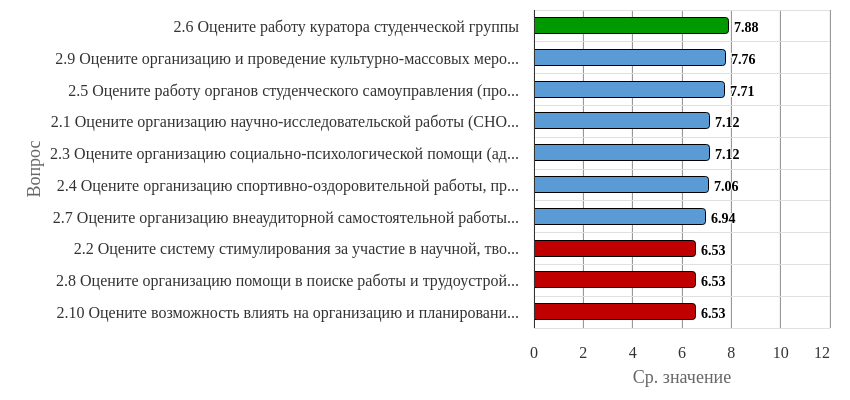 2.6 Оцените работу куратора студенческой группы 7.88
2.9 Оцените организацию и проведение культурно-массовых меро... 7.76
2.5 Оцените работу органов студенческого самоуправления (про... 7.71
2.1 Оцените организацию научно-исследовательской работы (СНО... 7.12
2.3 Оцените организацию социально-психологической помощи (ад... 7.12
2.4 Оцените организацию спортивно-оздоровительной работы, пр... 7.06
2.7 Оцените организацию внеаудиторной самостоятельной работы... 6.94
2.2 Оцените систему стимулирования за участие в научной, тво... 6.53
2.8 Оцените организацию помощи в поиске работы и трудоустрой... 6.53
2.10 Оцените возможность влиять на организацию и планировани... 6.53
Вопрос
0 2 4 6 8 10 12
Ср. значение